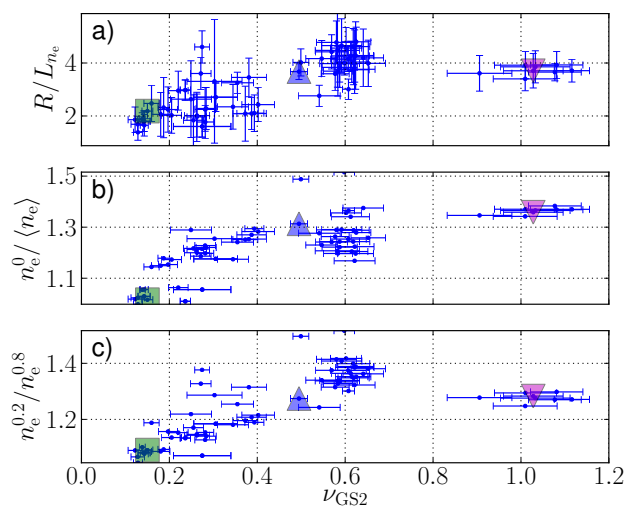 a)
R/L_{n_e}
4
2
b)
n_e^0/⟨n_e⟩
1.5
1.3
1.1
c)
n_e^{0.2}/n_e^{0.8}
1.4
1.2
0.0 0.2 0.4 0.6 0.8 1.0 1.2
ν_{GS2}